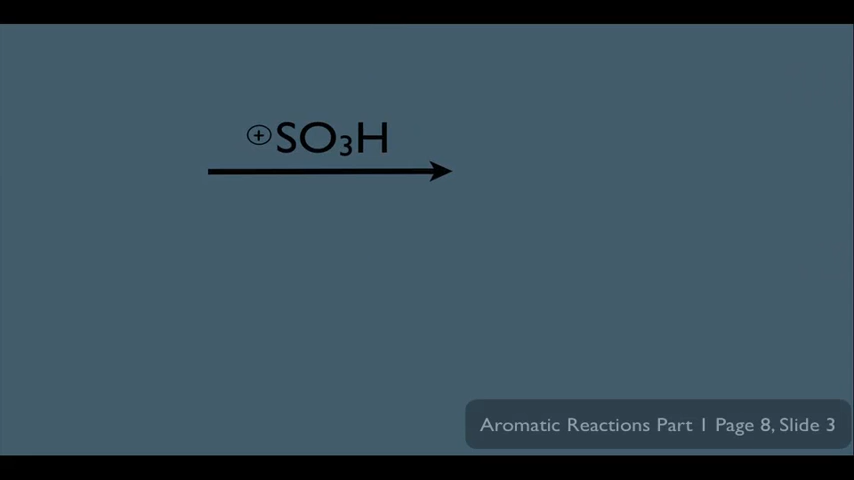 ⊕SO₃H
Aromatic Reactions Part 1 Page 8, Slide 3